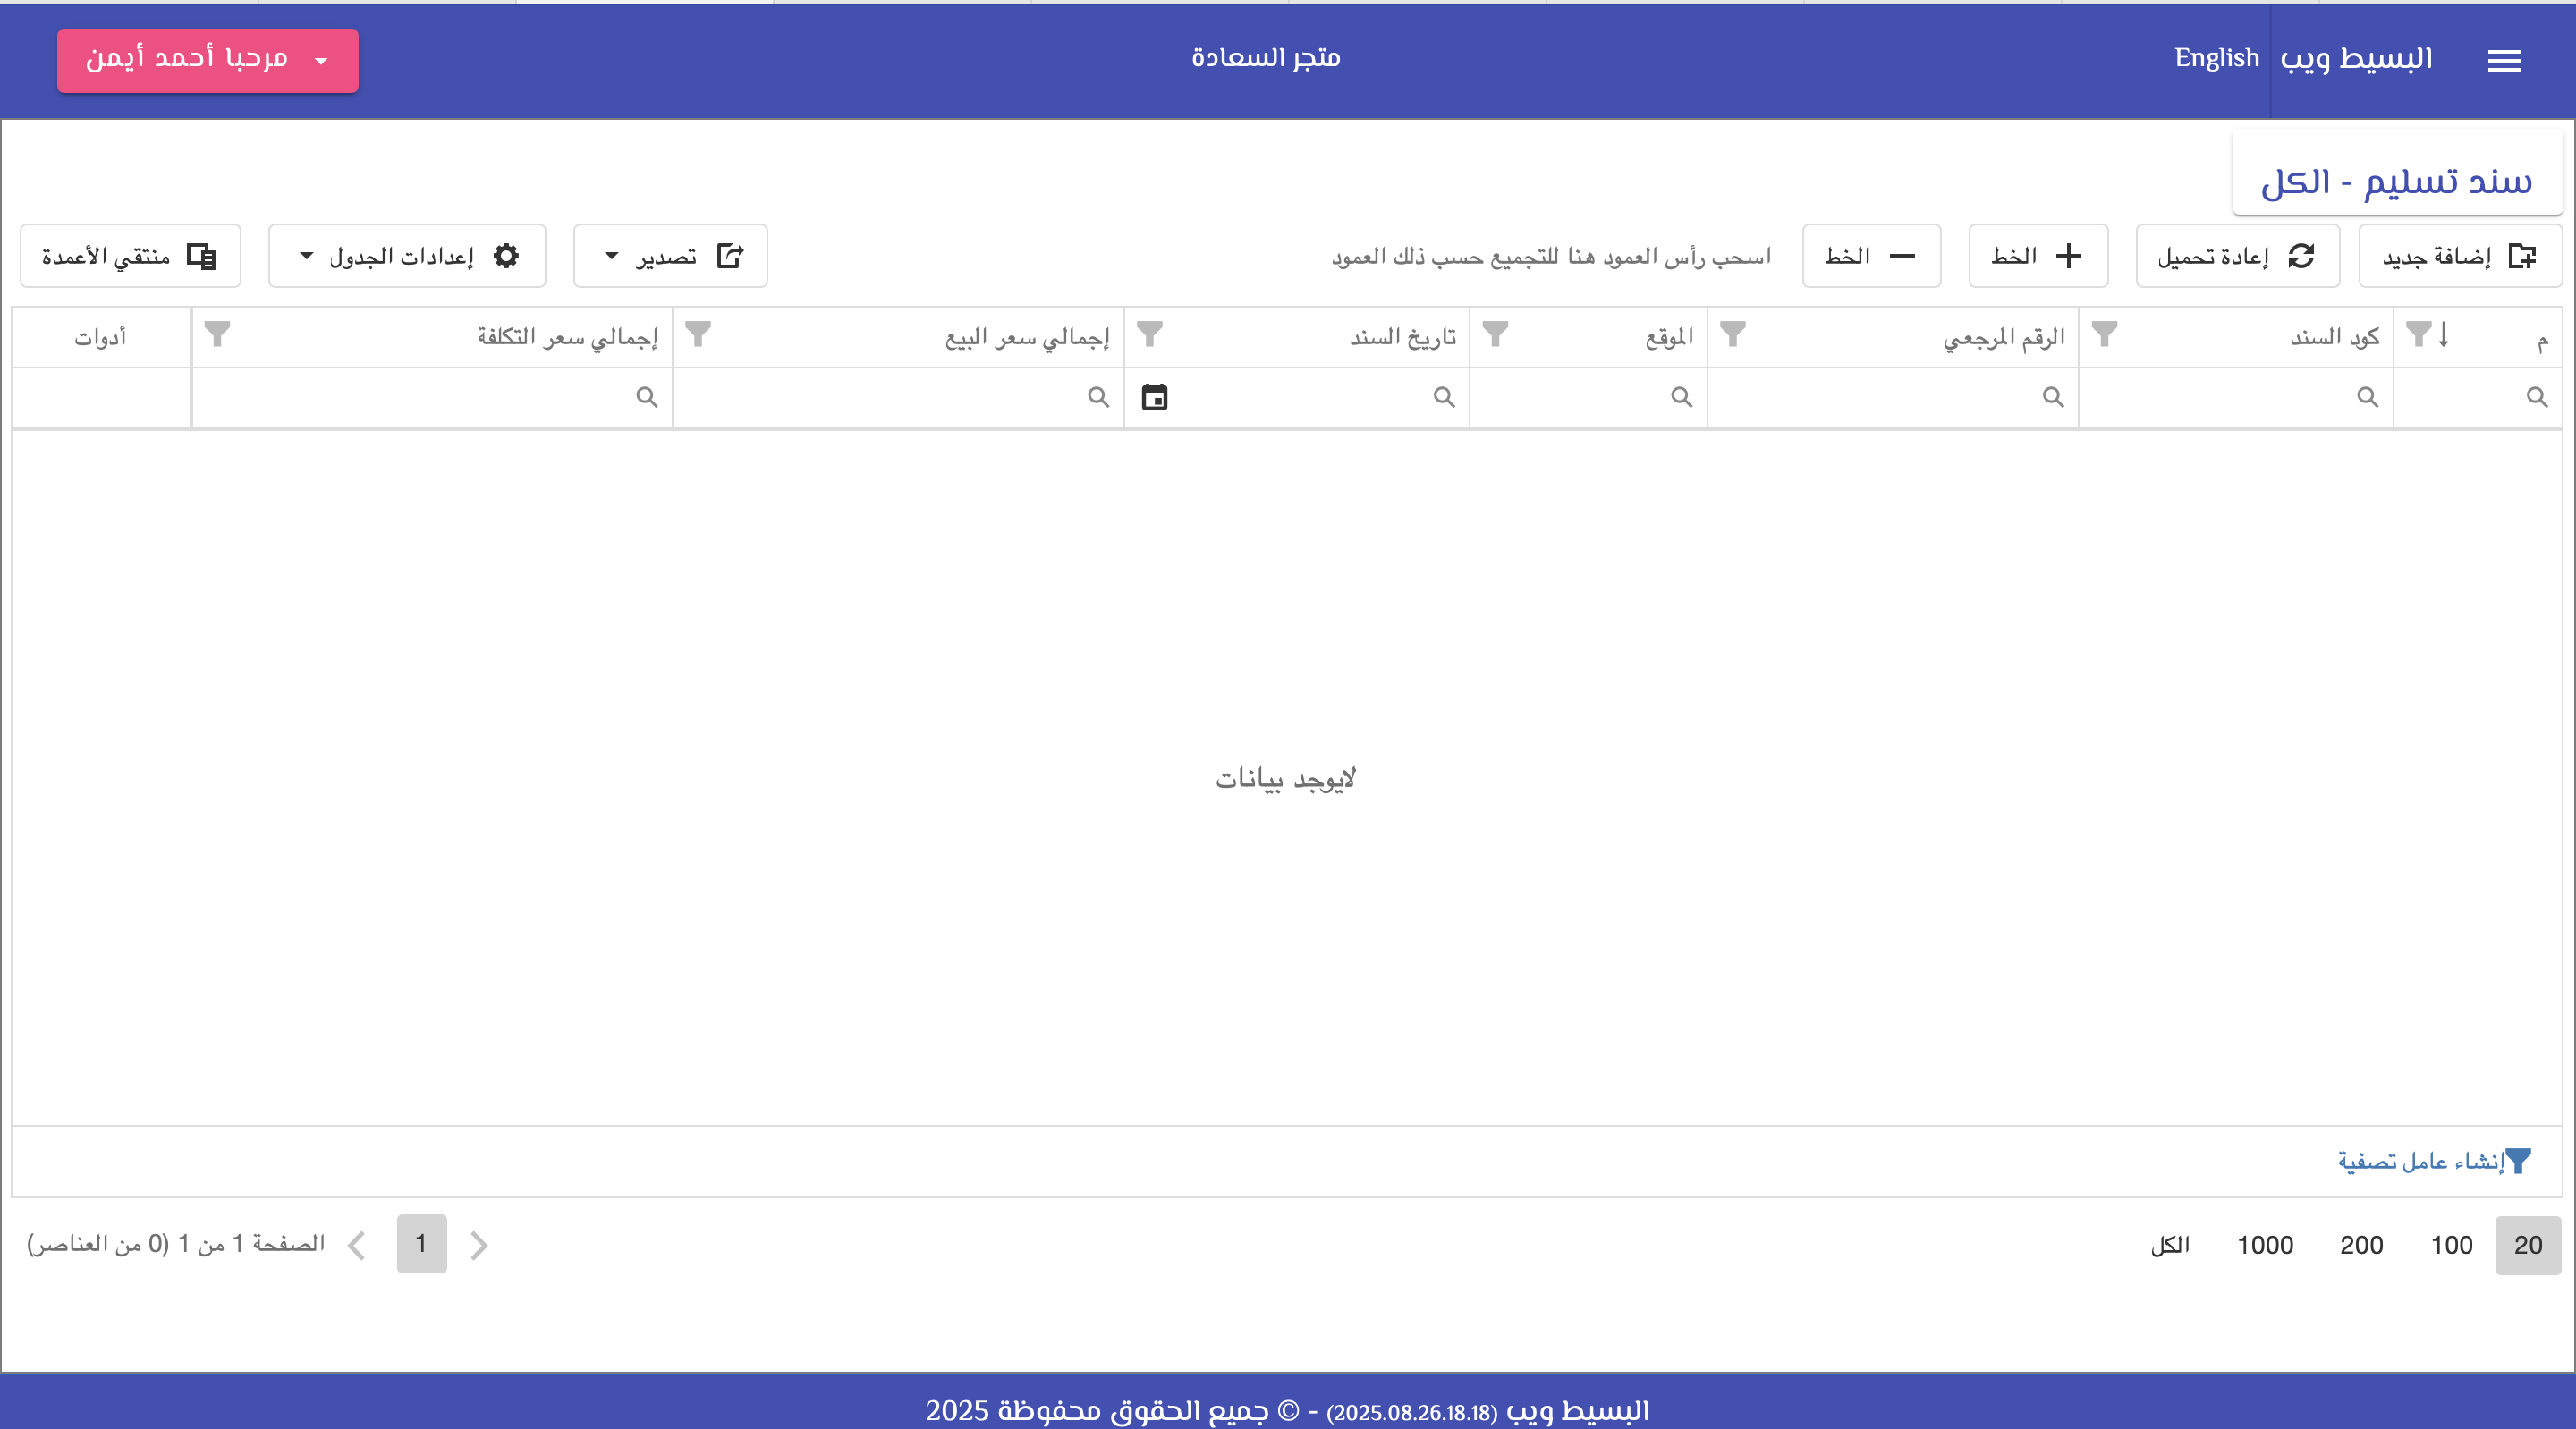 البسيط ويب English متجر السعادة مرحبا أحمد أيمن
سند تسليم - الكل
إضافة جديد إعادة تحميل الخط الخط اسحب رأس العمود هنا للتجميع حسب ذلك العمود تصدير إعدادات الجدول منتقي الأعمدة
م كود السند الرقم المرجعي الموقع تاريخ السند إجمالي سعر البيع إجمالي سعر التكلفة أدوات
لايوجد بيانات
إنشاء عامل تصفية
20 100 200 1000 الكل 1 الصفحة 1 من 1 (0 من العناصر)
البسيط ويب (2025.08.26.18.18) - © جميع الحقوق محفوظة 2025